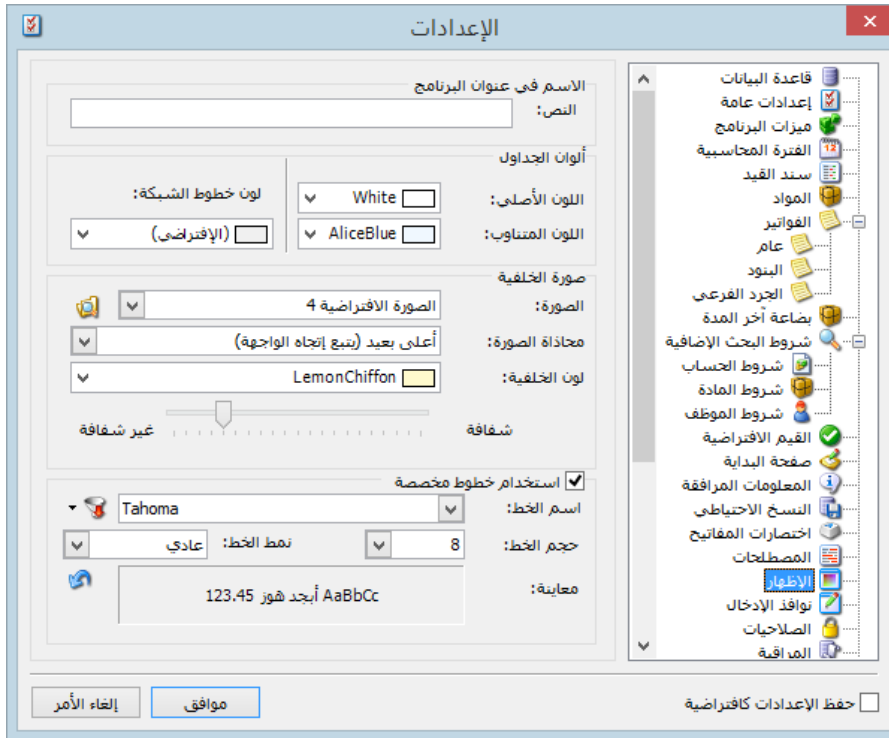 الإعدادات
قاعدة البيانات
إعدادات عامة
ميزات البرنامج
الفترة المحاسبية
سند القيد
المواد
الفواتير
عام
البنود
الجرد الفرعي
بضاعة آخر المدة
شروط البحث الإضافية
شروط الحساب
شروط المادة
شروط الموظف
القيم الافتراضية
صفحة البداية
المعلومات المرافقة
النسخ الاحتياطي
اختصارات المفاتيح
المصطلحات
الإظهار
نوافذ الإدخال
الصلاحيات
المراقبة
الاسم في عنوان البرنامج
النص:
ألوان الجداول
اللون الأصلي: White
لون خطوط الشبكة:
اللون المتناوب: AliceBlue
(الإفتراضي)
صورة الخلفية
الصورة: الصورة الافتراضية 4
محاذاة الصورة: أعلى بعيد (يتبع إتجاه الواجهة)
لون الخلفية: LemonChiffon
شفافة غير شفافة
استخدام خطوط مخصصة
اسم الخط: Tahoma
حجم الخط: 8 نمط الخط: عادي
معاينة: AaBbCc أبجد هوز 123.45
حفظ الإعدادات كافتراضية
موافق
إلغاء الأمر